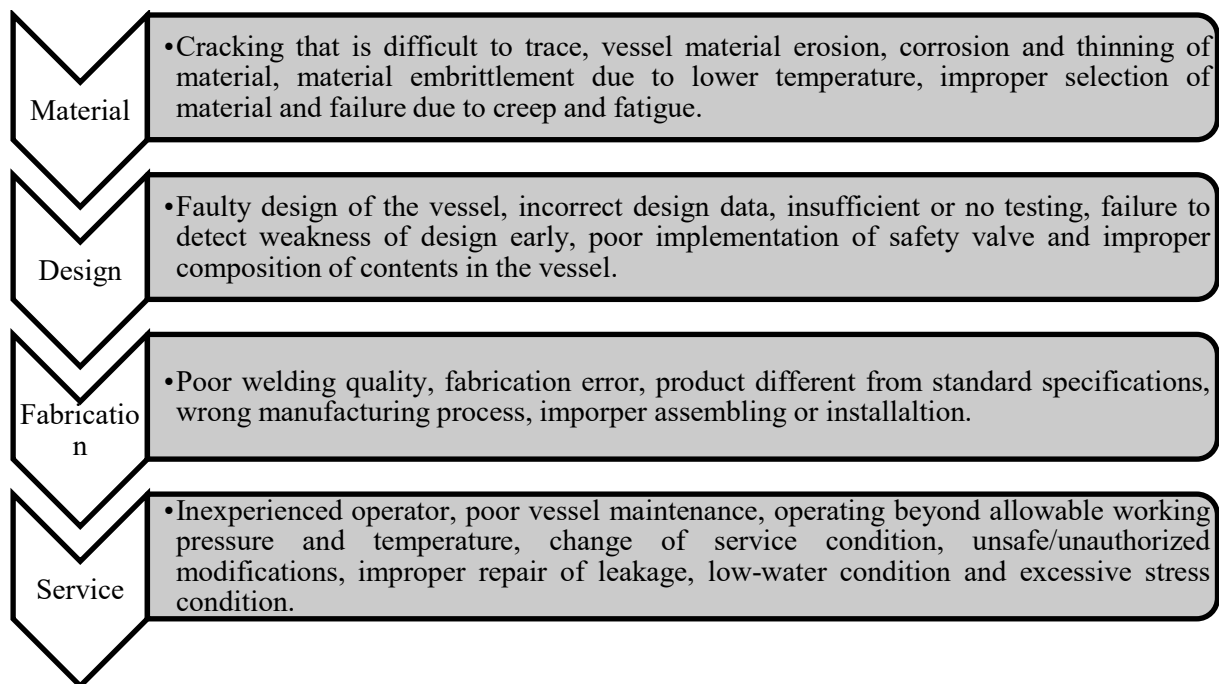 Material
•Cracking that is difficult to trace, vessel material erosion, corrosion and thinning of
material, material embrittlement due to lower temperature, improper selection of
material and failure due to creep and fatigue.
Design
•Faulty design of the vessel, incorrect design data, insufficient or no testing, failure to
detect weakness of design early, poor implementation of safety valve and improper
composition of contents in the vessel.
Fabricatio
n
•Poor welding quality, fabrication error, product different from standard specifications,
wrong manufacturing process, imporper assembling or installaltion.
Service
•Inexperienced operator, poor vessel maintenance, operating beyond allowable working
pressure and temperature, change of service condition, unsafe/unauthorized
modifications, improper repair of leakage, low-water condition and excessive stress
condition.